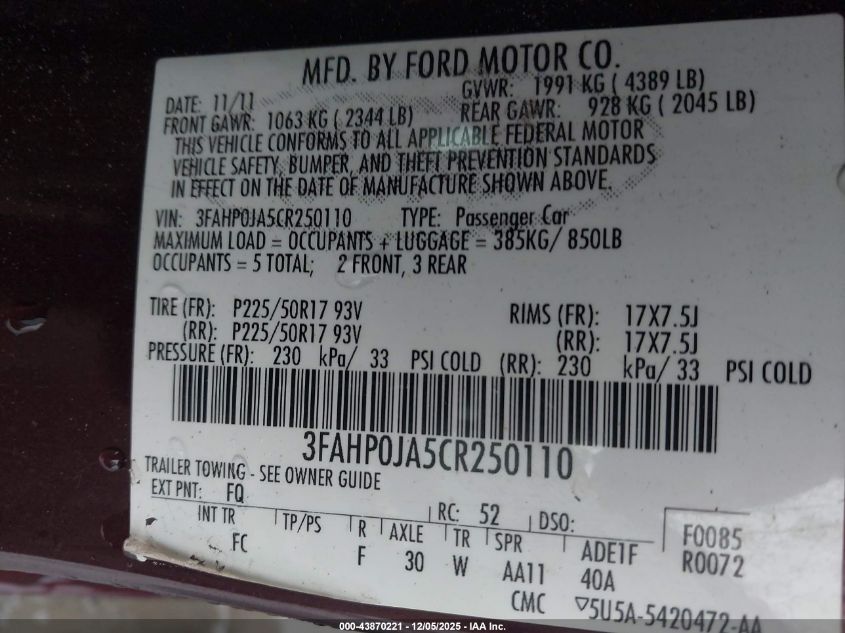 MFD. BY FORD MOTOR CO.
DATE: 11/11 GVWR: 1991 KG ( 4389 LB)
FRONT GAWR: 1063 KG ( 2344 LB) REAR GAWR: 928 KG ( 2045 LB)
THIS VEHICLE CONFORMS TO ALL APPLICABLE FEDERAL MOTOR
VEHICLE SAFETY, BUMPER, AND THEFT PREVENTION STANDARDS
IN EFFECT ON THE DATE OF MANUFACTURE SHOWN ABOVE.
VIN: 3FAHP0JA5CR250110 TYPE: Passenger Car
MAXIMUM LOAD = OCCUPANTS + LUGGAGE = 385KG/ 850LB
OCCUPANTS = 5 TOTAL; 2 FRONT, 3 REAR
TIRE (FR): P225/50R17 93V RIMS (FR): 17X7.5J
(RR): P225/50R17 93V (RR): 17X7.5J
PRESSURE (FR): 230 kPa/ 33 PSI COLD (RR): 230 kPa/ 33 PSI COLD
3FAHP0JA5CR250110
TRAILER TOWING - SEE OWNER GUIDE
EXT PNT: FQ RC: 52 DSO: F0085
INT TR TP/PS R AXLE TR SPR ADE1F R0072
FC F 30 W AA11 40A
CMC ▽5U5A-5420472-AA
000-43870221 - 12/05/2025 - IAA Inc.